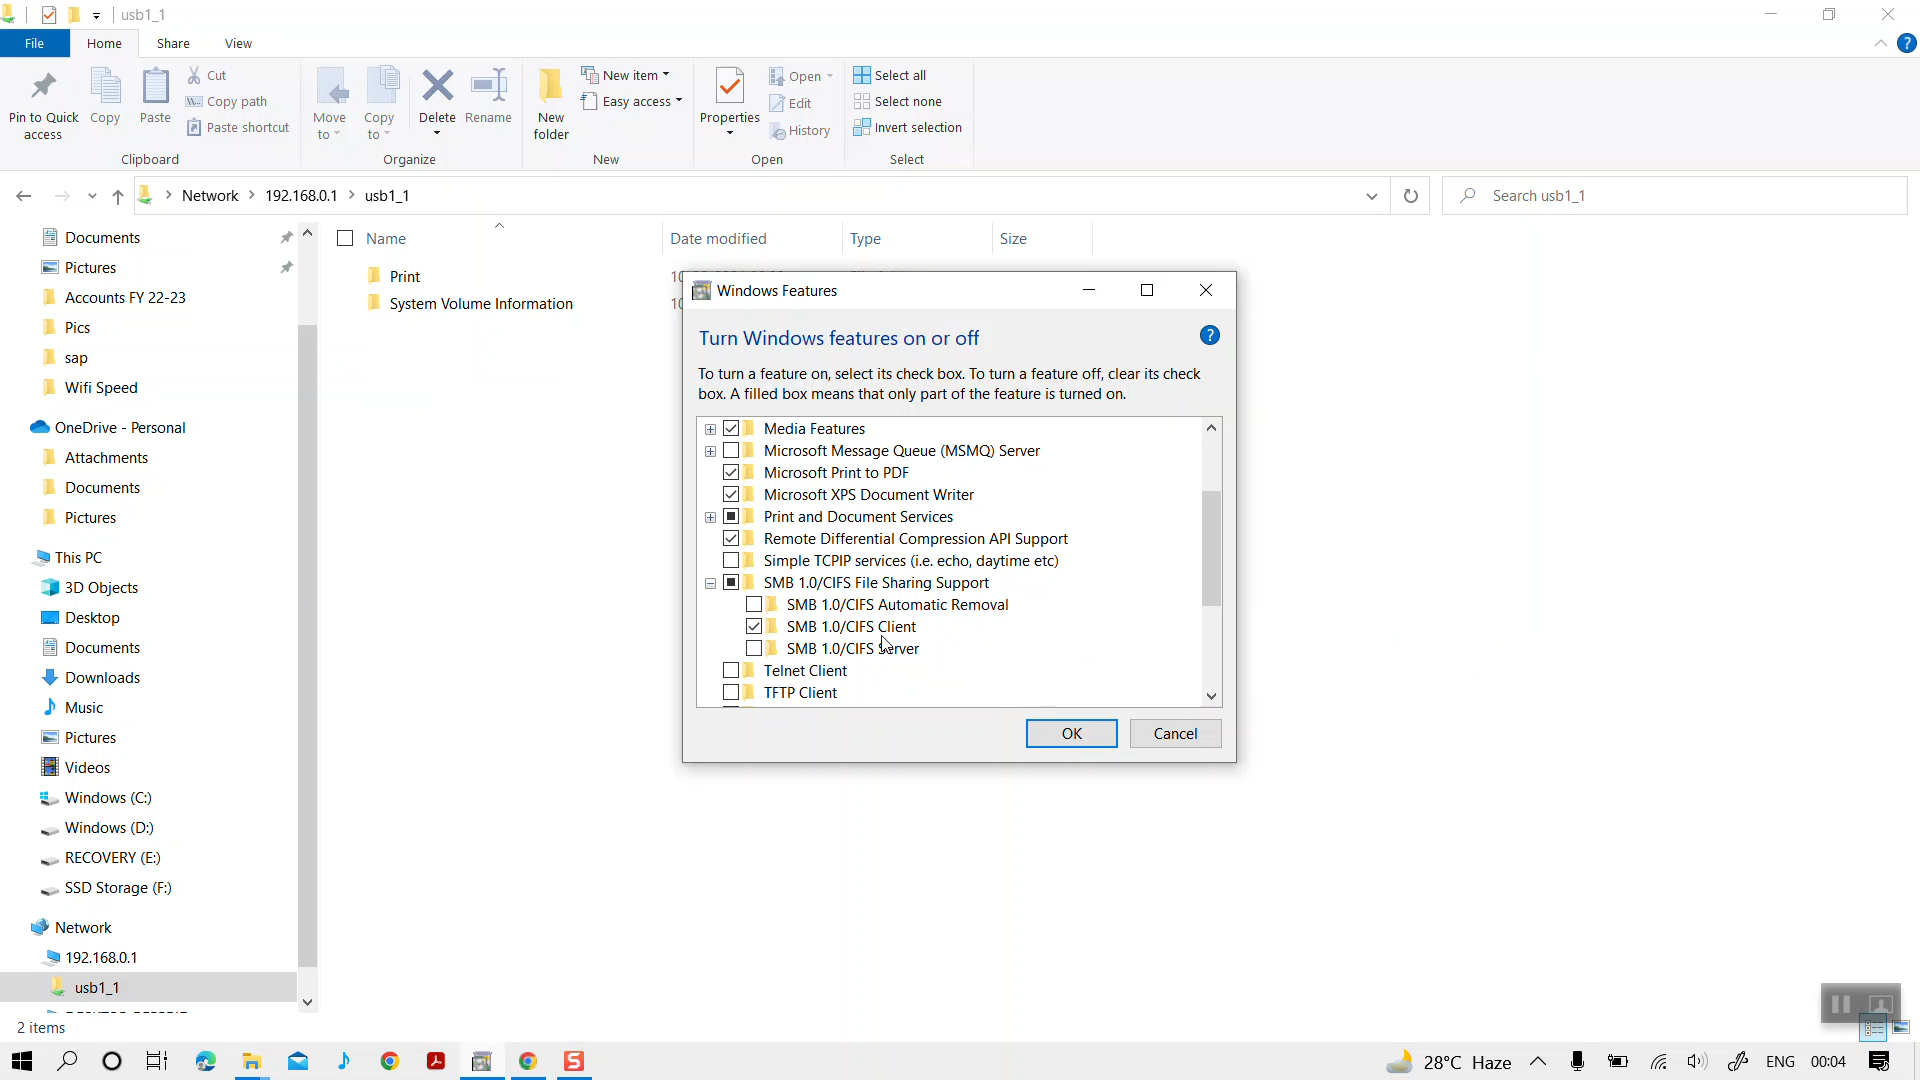 usb1_1
File
Home
Share
View
Pin to Quick
access
Copy
Paste
Cut
Copy path
Paste shortcut
Clipboard
Move
to
Copy
to
Delete
Rename
Organize
New
folder
New item
Easy access
New
Properties
Open
Edit
History
Open
Select all
Select none
Invert selection
Select
Network
192.168.0.1
usb1_1
Search usb1_1
Documents
Pictures
Accounts FY 22-23
Pics
sap
Wifi Speed
OneDrive - Personal
Attachments
Documents
Pictures
This PC
3D Objects
Desktop
Documents
Downloads
Music
Pictures
Videos
Windows (C:)
Windows (D:)
RECOVERY (E:)
SSD Storage (F:)
Network
192.168.0.1
usb1_1
2 items
Name
Date modified
Type
Size
Print
System Volume Information
Windows Features
Turn Windows features on or off
To turn a feature on, select its check box. To turn a feature off, clear its check
box. A filled box means that only part of the feature is turned on.
Media Features
Microsoft Message Queue (MSMQ) Server
Microsoft Print to PDF
Microsoft XPS Document Writer
Print and Document Services
Remote Differential Compression API Support
Simple TCPIP services (i.e. echo, daytime etc)
SMB 1.0/CIFS File Sharing Support
SMB 1.0/CIFS Automatic Removal
SMB 1.0/CIFS Client
SMB 1.0/CIFS Server
Telnet Client
TFTP Client
OK
Cancel
28°C Haze
ENG
00:04